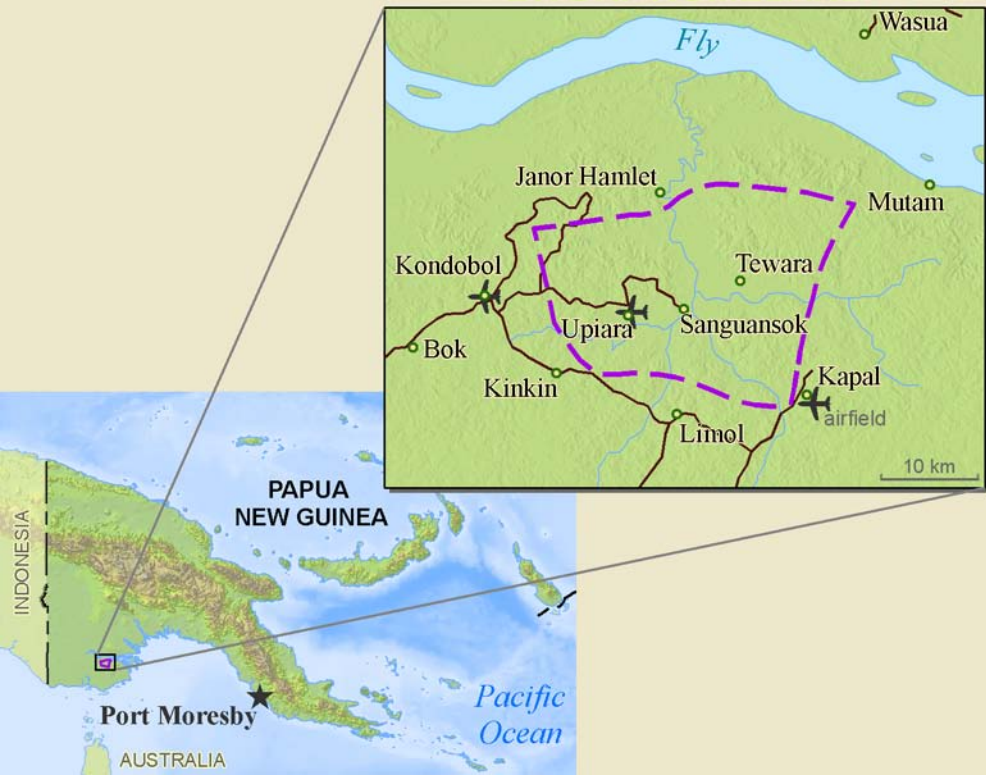 Wasua
Fly
Janor Hamlet
Mutam
Kondobol
Tewara
Upiara
Sanguansok
Bok
Kinkin
Kapal
airfield
Limol
10 km
PAPUA
NEW GUINEA
INDONESIA
Port Moresby
Pacific
Ocean
AUSTRALIA